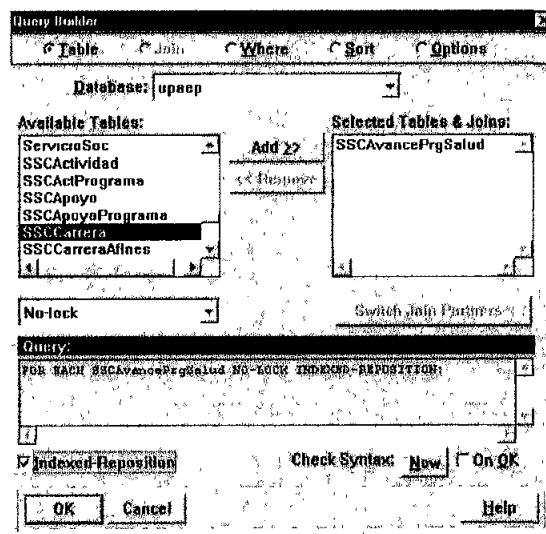 Query Builder
Table Join Where Sort Options
Database: upaep
Available Tables: Selected Tables & Joins:
ServicioSoc
SSCActividad
SSCActPrograma
SSCApoyo
SSCApoyoPrograma
SSCCarrera
SSCCarreraAfines
Add >>
<< Remove
SSCAvancePrgSalud
No-lock
Switch Join Partners
Query:
FOR EACH SSCAvancePrgSalud NO-LOCK INDEXED-REPOSITION:
Indexed-Reposition Check Syntax: Now On OK
OK Cancel Help